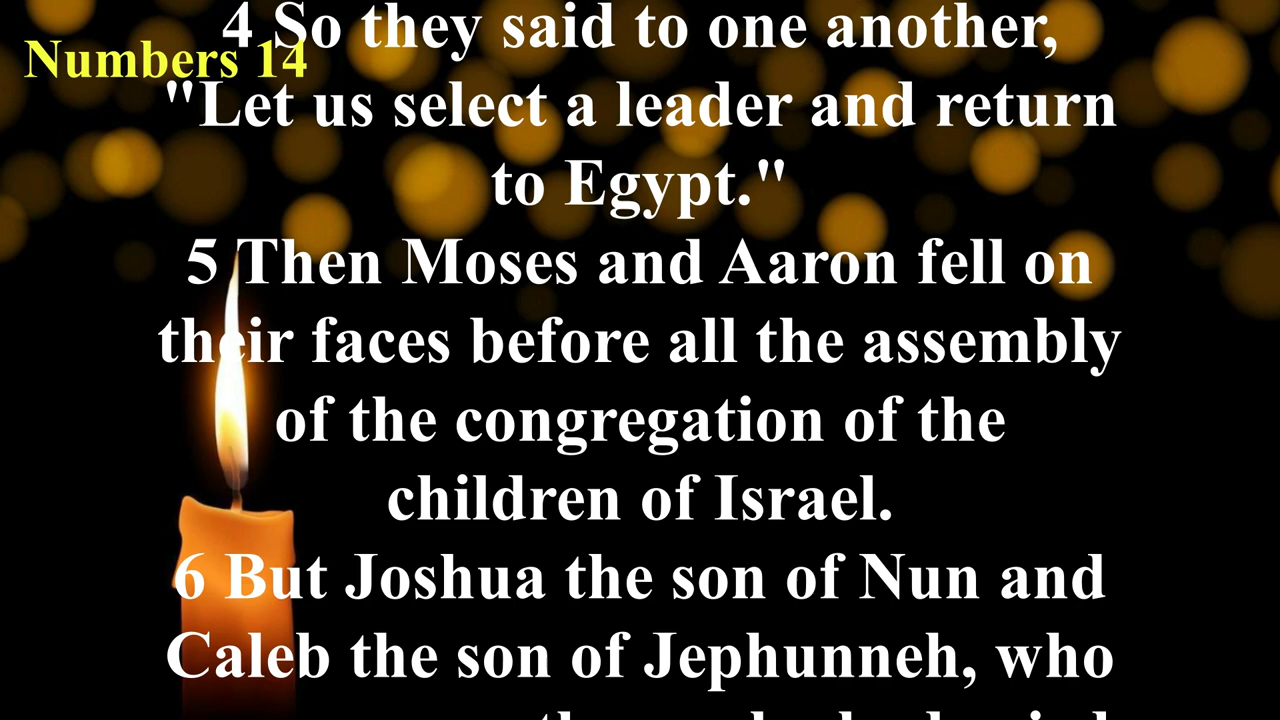 Numbers 14
4 So they said to one another,
"Let us select a leader and return
to Egypt."
5 Then Moses and Aaron fell on
their faces before all the assembly
of the congregation of the
children of Israel.
6 But Joshua the son of Nun and
Caleb the son of Jephunneh, who